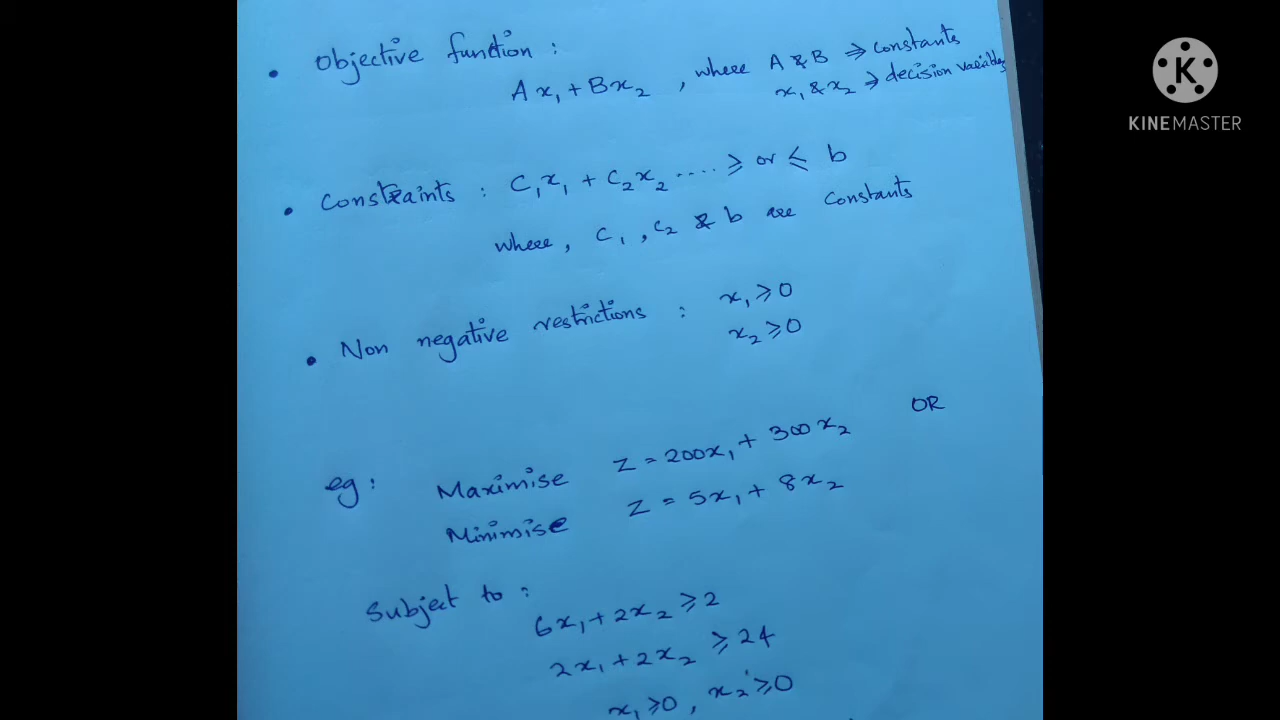 • Objective function :
Ax₁ + Bx₂ , where A & B ⇒ constants
x₁ & x₂ ⇒ decision variables
• Constraints : C₁x₁ + C₂x₂ ..... ≥ or ≤ b
where, C₁, C₂ & b are constants
• Non negative restrictions : x₁ ≥ 0
x₂ ≥ 0
eg : Maximise Z = 200x₁ + 300x₂ OR
Minimise Z = 5x₁ + 8x₂
Subject to :
6x₁ + 2x₂ ≥ 2
2x₁ + 2x₂ ≥ 24
x₁ ≥ 0, x₂ ≥ 0
K
KINEMASTER